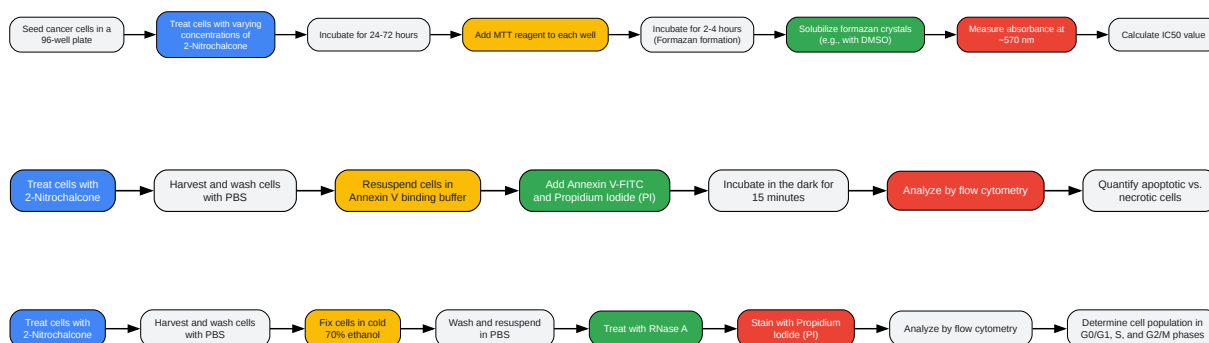 Seed cancer cells in a
96-well plate
Treat cells with varying
concentrations of
2-Nitrochalcone
Incubate for 24-72 hours
Add MTT reagent to each well
Incubate for 2-4 hours
(Formazan formation)
Solubilize formazan crystals
(e.g., with DMSO)
Measure absorbance at
~570 nm
Calculate IC50 value
Treat cells with
2-Nitrochalcone
Harvest and wash cells
with PBS
Resuspend cells in
Annexin V binding buffer
Add Annexin V-FITC
and Propidium Iodide (PI)
Incubate in the dark for
15 minutes
Analyze by flow cytometry
Quantify apoptotic vs.
necrotic cells
Treat cells with
2-Nitrochalcone
Harvest and wash cells
with PBS
Fix cells in cold
70% ethanol
Wash and resuspend
in PBS
Treat with RNase A
Stain with Propidium
Iodide (PI)
Analyze by flow cytometry
Determine cell population in
G0/G1, S, and G2/M phases